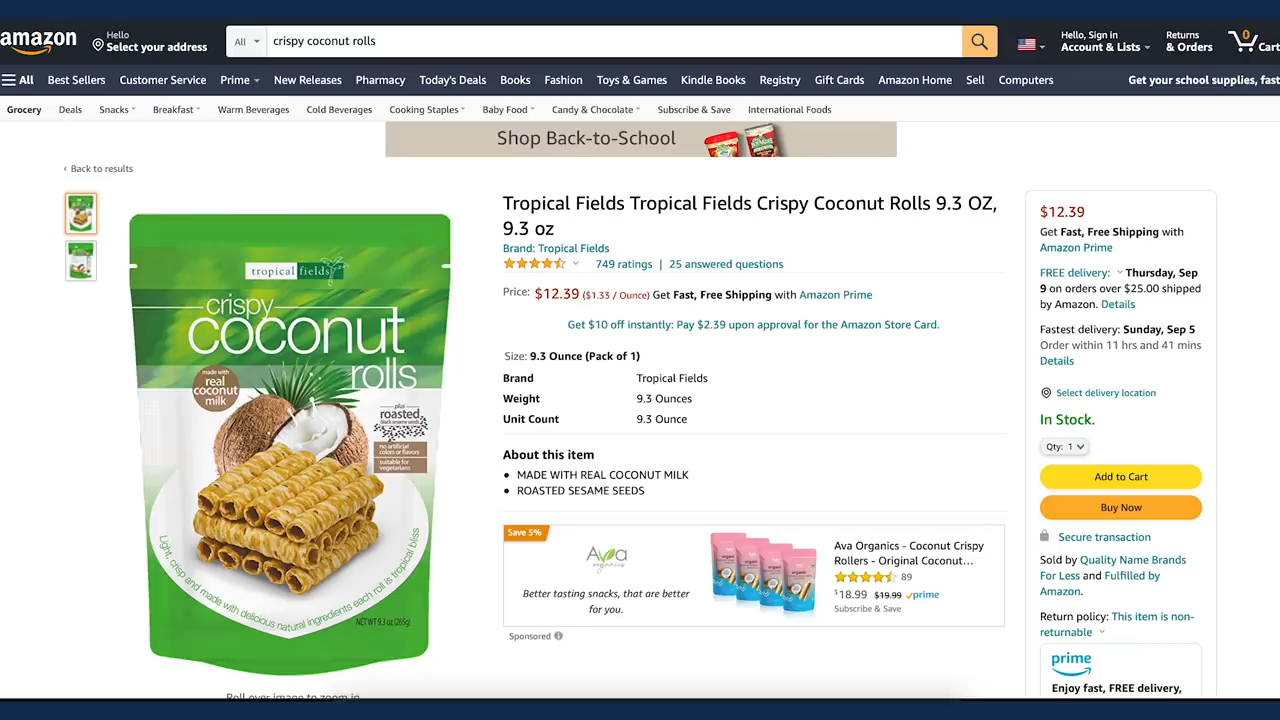 amazon
Hello
Select your address
All
crispy coconut rolls
Hello, Sign in
Account & Lists
Returns
& Orders
0
Cart
All
Best Sellers
Customer Service
Prime
New Releases
Pharmacy
Today's Deals
Books
Fashion
Toys & Games
Kindle Books
Registry
Gift Cards
Amazon Home
Sell
Computers
Get your school supplies, fast
Grocery
Deals
Snacks
Breakfast
Warm Beverages
Cold Beverages
Cooking Staples
Baby Food
Candy & Chocolate
Subscribe & Save
International Foods
Shop Back-to-School
‹ Back to results
tropical fields
crispy
coconut
rolls
made with
real
coconut
milk
plus
roasted
black sesame seeds
no artificial
colors or flavors
suitable for
vegetarians
Light, crisp and made with delicious natural ingredients each roll is tropical bliss
NET WT 9.3 oz (265g)
Roll over image to zoom in
Tropical Fields Tropical Fields Crispy Coconut Rolls 9.3 OZ,
9.3 oz
Brand: Tropical Fields
749 ratings | 25 answered questions
Price: $12.39 ($1.33 / Ounce) Get Fast, Free Shipping with Amazon Prime
Get $10 off instantly: Pay $2.39 upon approval for the Amazon Store Card.
Size: 9.3 Ounce (Pack of 1)
Brand Tropical Fields
Weight 9.3 Ounces
Unit Count 9.3 Ounce
About this item
• MADE WITH REAL COCONUT MILK
• ROASTED SESAME SEEDS
Save 5%
Ava
organics
Better tasting snacks, that are better
for you.
Ava Organics - Coconut Crispy
Rollers - Original Coconut…
89
$18.99 $19.99 prime
Subscribe & Save
Sponsored
$12.39
Get Fast, Free Shipping with
Amazon Prime
FREE delivery: Thursday, Sep
9 on orders over $25.00 shipped
by Amazon. Details
Fastest delivery: Sunday, Sep 5
Order within 11 hrs and 41 mins
Details
Select delivery location
In Stock.
Qty: 1
Add to Cart
Buy Now
Secure transaction
Sold by Quality Name Brands
For Less and Fulfilled by
Amazon.
Return policy: This item is non-
returnable
prime
Enjoy fast, FREE delivery,